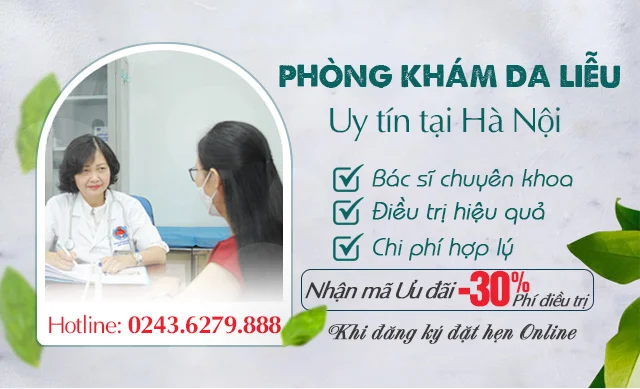 PHÒNG KHÁM DA LIỄU
Uy tín tại Hà Nội
Bác sĩ chuyên khoa
Điều trị hiệu quả
Chi phí hợp lý
Nhận mã Ưu đãi -30% Phí điều trị
Khi đăng ký đặt hẹn Online
Hotline: 0243.6279.888